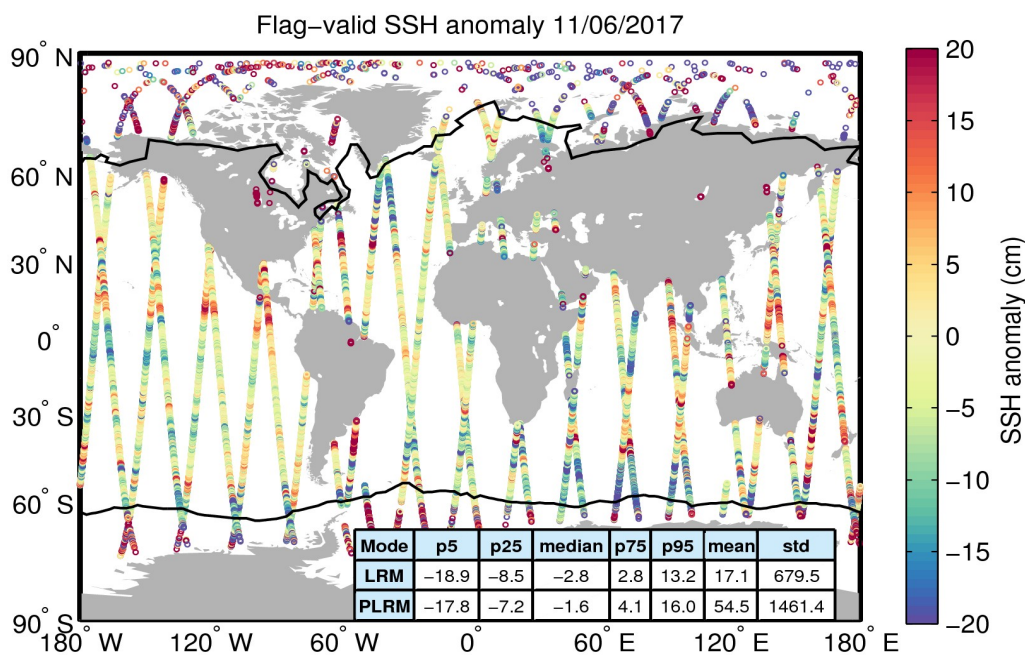 Flag−valid SSH anomaly 11/06/2017
90° N
60° N
30° N
0°
30° S
60° S
90° S
180° W 120° W 60° W 0° 60° E 120° E 180° E
Mode p5 p25 median p75 p95 mean std
LRM −18.9 −8.5 −2.8 2.8 13.2 17.1 679.5
PLRM −17.8 −7.2 −1.6 4.1 16.0 54.5 1461.4
20
15
10
5
0
−5
−10
−15
−20
SSH anomaly (cm)